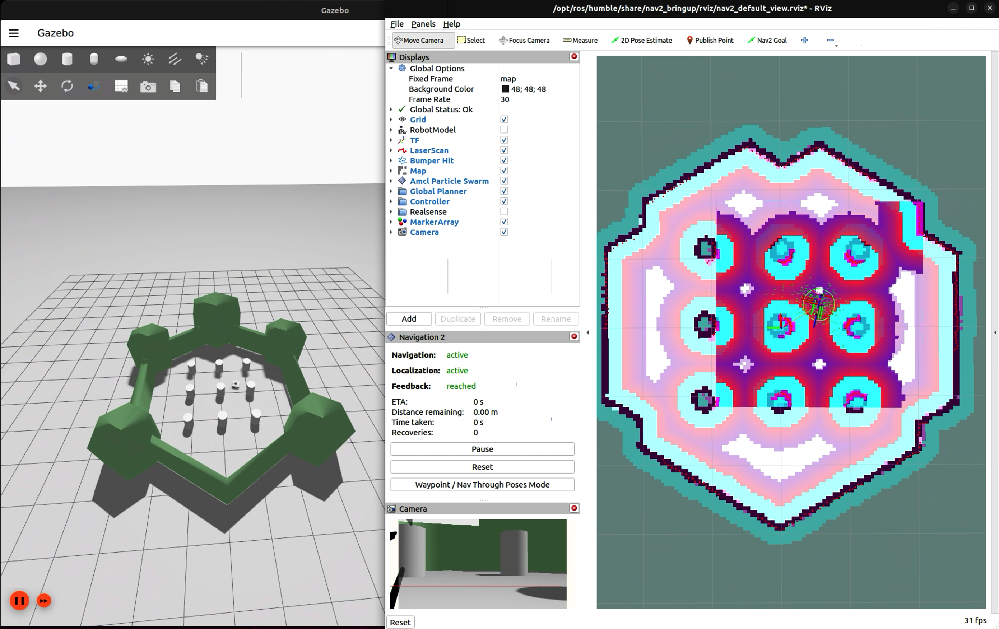 Gazebo
/opt/ros/humble/share/nav2_bringup/rviz/nav2_default_view.rviz* - RViz
Gazebo
File Panels Help
Move Camera Select Focus Camera Measure 2D Pose Estimate Publish Point Nav2 Goal
Displays
Global Options
Fixed Frame map
Background Color 48; 48; 48
Frame Rate 30
Global Status: Ok
Grid
RobotModel
TF
LaserScan
Bumper Hit
Map
Amcl Particle Swarm
Global Planner
Controller
Realsense
MarkerArray
Camera
Add Duplicate Remove Rename
Navigation 2
Navigation: active
Localization: active
Feedback: reached
ETA: 0 s
Distance remaining: 0.00 m
Time taken: 0 s
Recoveries: 0
Pause
Reset
Waypoint / Nav Through Poses Mode
Camera
Reset
31 fps